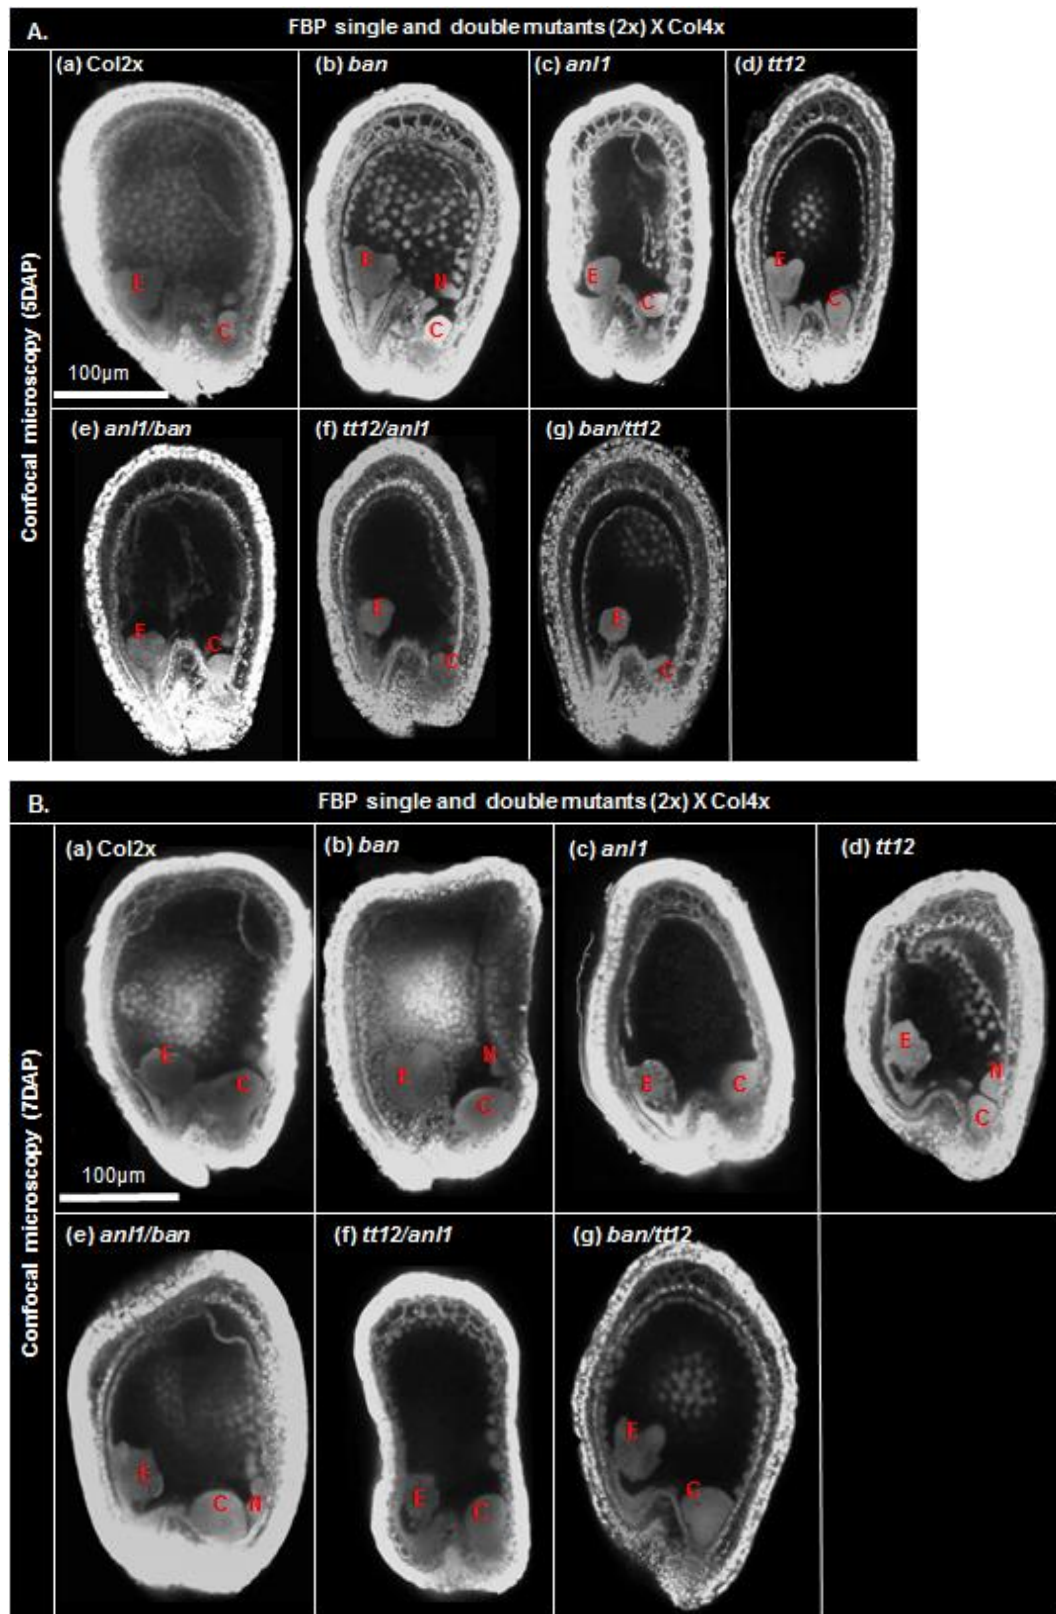 A. FBP single and double mutants (2x) X Col4x
Confocal microscopy (5DAP)
(a) Col2x (b) ban (c) anl1 (d) tt12
E
C
100µm
E N
C
E
C
E
C
(e) anl1/ban (f) tt12/anl1 (g) ban/tt12
E
C
E
C
E
C
B. FBP single and double mutants (2x) X Col4x
Confocal microscopy (7DAP)
(a) Col2x (b) ban (c) anl1 (d) tt12
E
C
100µm
E N
C
E C
E
N
C
(e) anl1/ban (f) tt12/anl1 (g) ban/tt12
E
C N
E
C
E
C